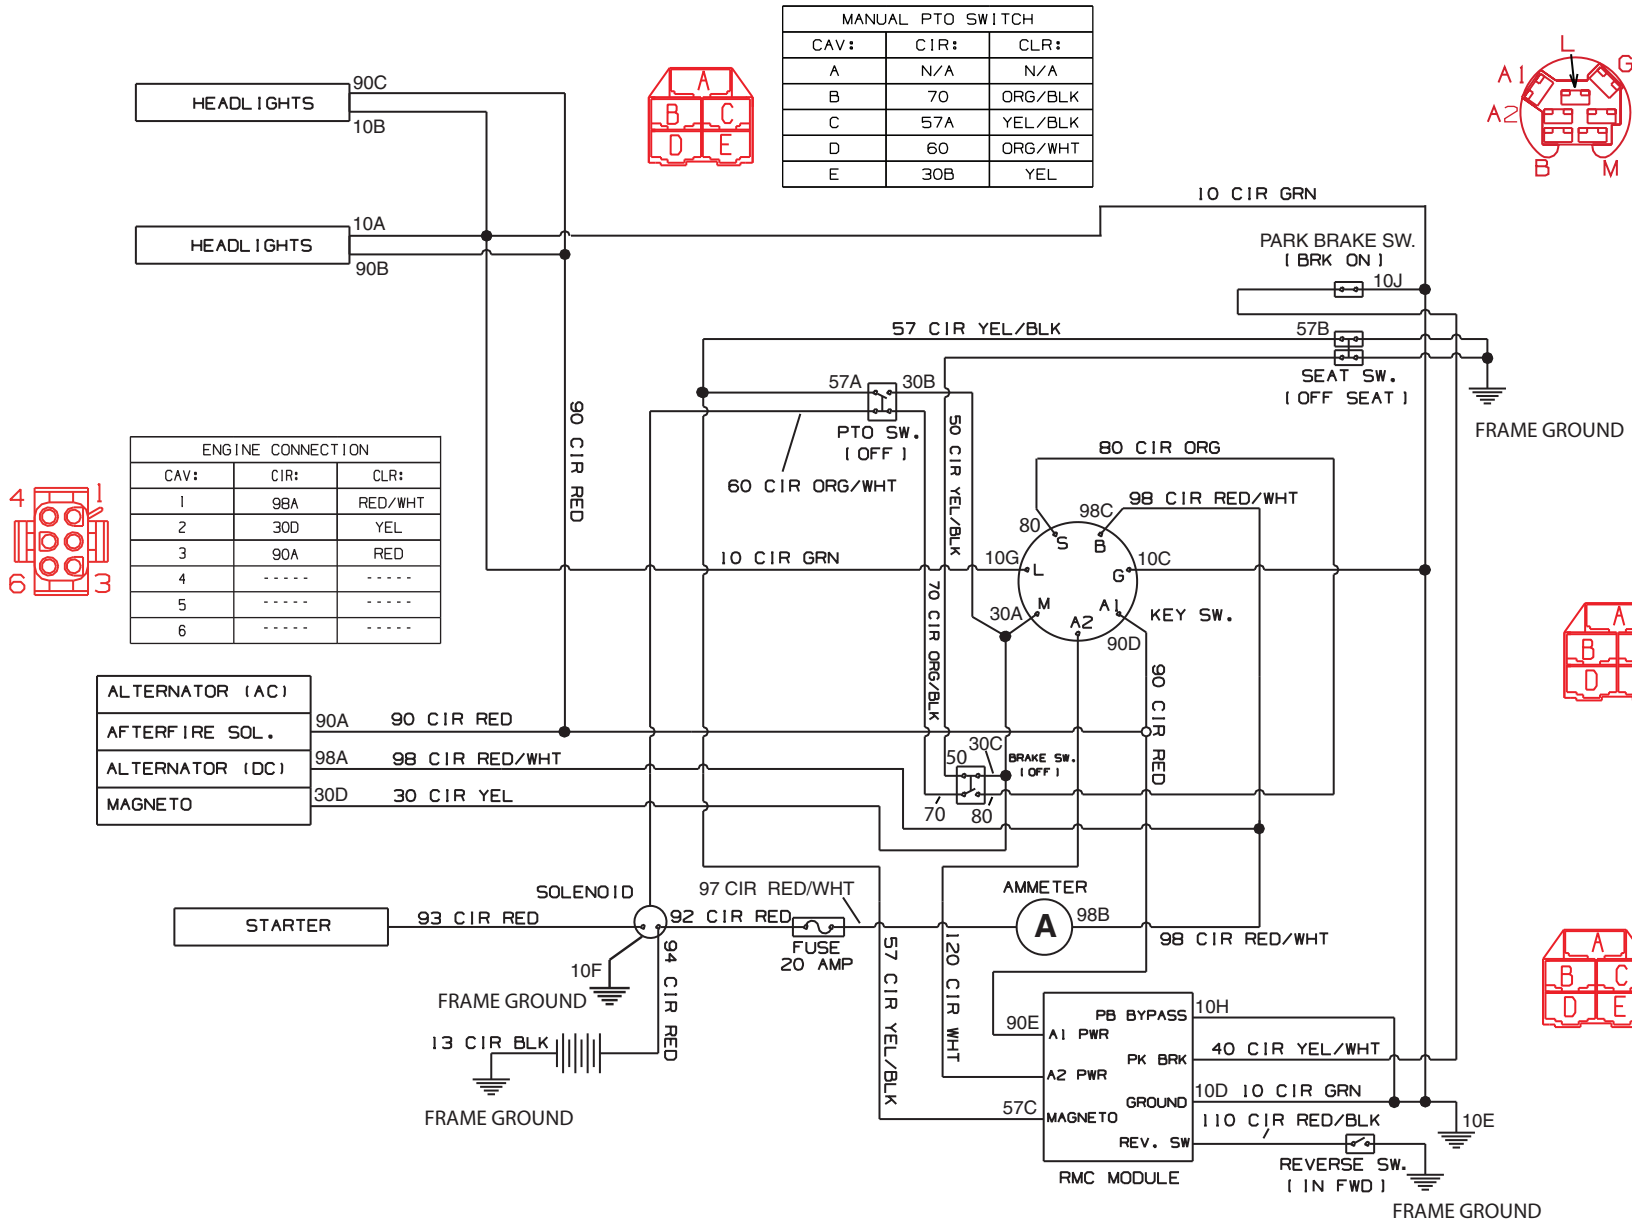 MANUAL PTO SWITCH
CAV: CIR: CLR:
A N/A N/A
B 70 ORG/BLK
C 57A YEL/BLK
D 60 ORG/WHT
E 30B YEL
A
B C
D E
L
A1 G
A2
B M
HEADLIGHTS
90C
10B
HEADLIGHTS
10A
90B
10 CIR GRN
PARK BRAKE SW.
(BRK ON)
10J
57 CIR YEL/BLK
57B
SEAT SW.
(OFF SEAT)
FRAME GROUND
57A 30B
PTO SW.
(OFF)
60 CIR ORG/WHT
90 CIR RED
50 CIR YEL/BLK
80 CIR ORG
98 CIR RED/WHT
ENGINE CONNECTION
CAV: CIR: CLR:
1 98A RED/WHT
2 30D YEL
3 90A RED
4 ----- -----
5 ----- -----
6 ----- -----
4 1
6 3
10 CIR GRN
80 98C
10G 10C
S B
L G
M A1
A2
30A
90D
KEY SW.
70 CIR ORG/BLK
90 CIR RED
A
B
D
ALTERNATOR (AC)
AFTERFIRE SOL.
ALTERNATOR (DC)
MAGNETO
90A 90 CIR RED
98A 98 CIR RED/WHT
30D 30 CIR YEL
50 30C
BRAKE SW.
(OFF)
70 80
SOLENOID
STARTER
93 CIR RED
92 CIR RED
97 CIR RED/WHT
FUSE
20 AMP
AMMETER
A
98B
98 CIR RED/WHT
10F
FRAME GROUND
94 CIR RED
13 CIR BLK
FRAME GROUND
57 CIR YEL/BLK
120 CIR WHT
A
B C
D E
90E
A1 PWR
A2 PWR
57C
MAGNETO
PB BYPASS
10H
PK BRK
40 CIR YEL/WHT
GROUND
10D 10 CIR GRN
REV. SW
110 CIR RED/BLK
10E
RMC MODULE
REVERSE SW.
(IN FWD)
FRAME GROUND